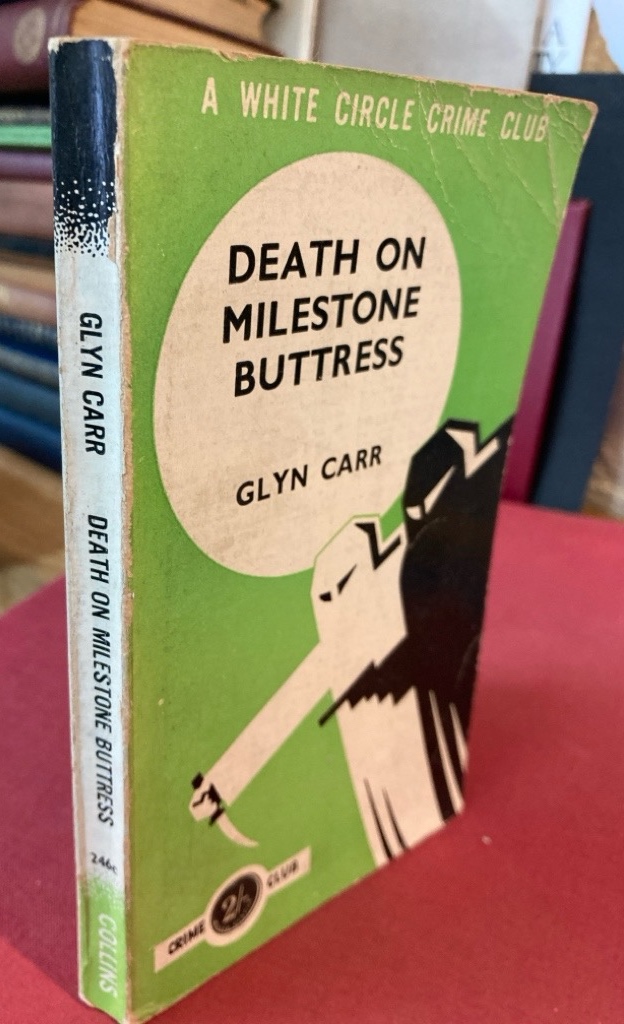 A WHITE CIRCLE CRIME CLUB
DEATH ON
MILESTONE
BUTTRESS
GLYN CARR
CRIME 2/- CLUB
GLYN CARR DEATH ON MILESTONE BUTTRESS
246c
COLLINS